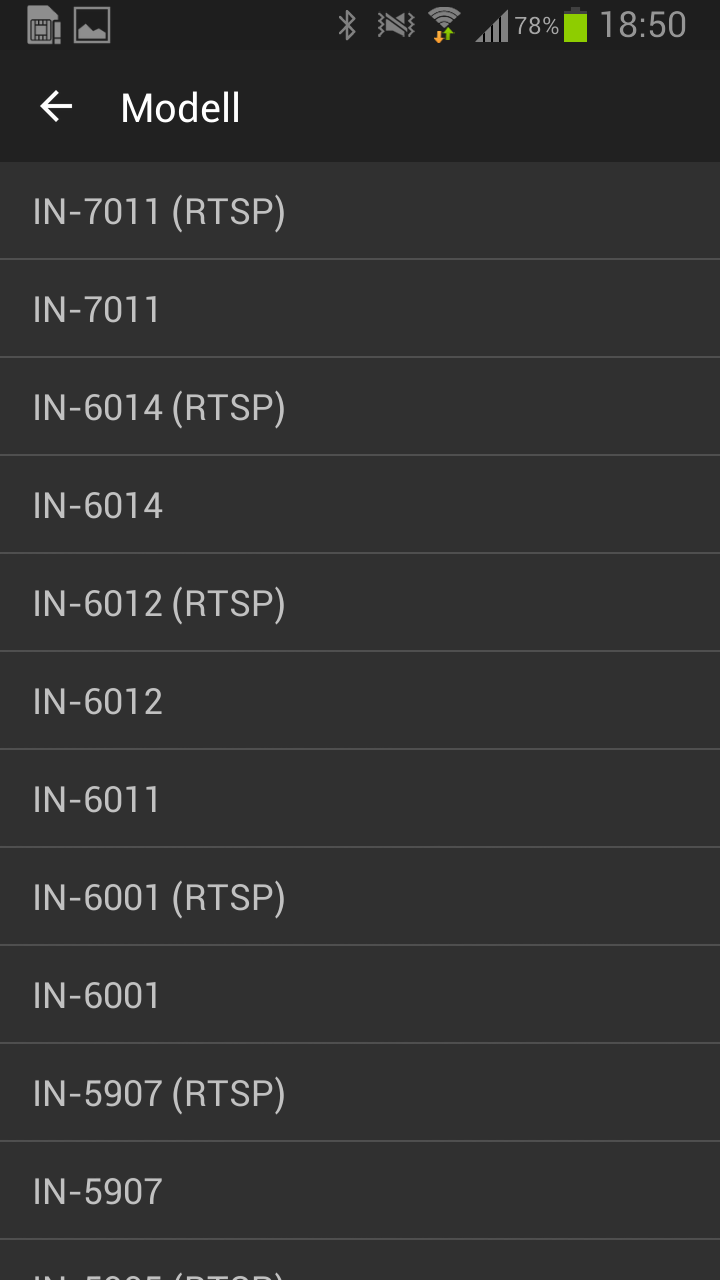 78% 18:50
Modell
IN-7011 (RTSP)
IN-7011
IN-6014 (RTSP)
IN-6014
IN-6012 (RTSP)
IN-6012
IN-6011
IN-6001 (RTSP)
IN-6001
IN-5907 (RTSP)
IN-5907